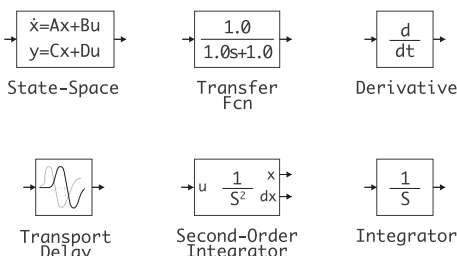 ẋ=Ax+Bu
y=Cx+Du
State-Space
1.0
1.0s+1.0
Transfer
Fcn
d
dt
Derivative
Transport
Delay
u
1
S²
x
dx
Second-Order
Integrator
1
S
Integrator